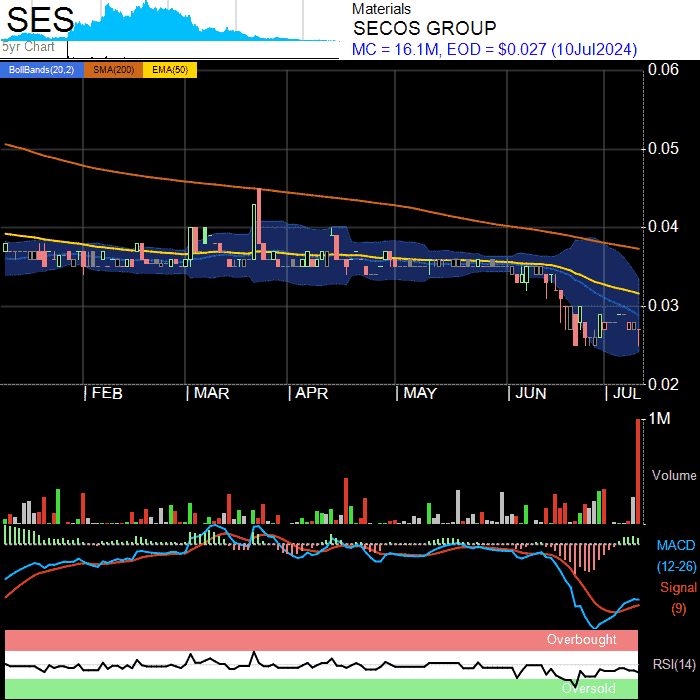 SES
5yr Chart
Materials
SECOS GROUP
MC = 16.1M, EOD = $0.027 (10Jul2024)
BollBands(20,2) SMA(200) EMA(50)
0.06
0.05
0.04
0.03
0.02
| FEB | MAR | APR | MAY | JUN | JUL
1M
Volume
MACD
(12-26)
Signal
(9)
Overbought
RSI(14)
Oversold